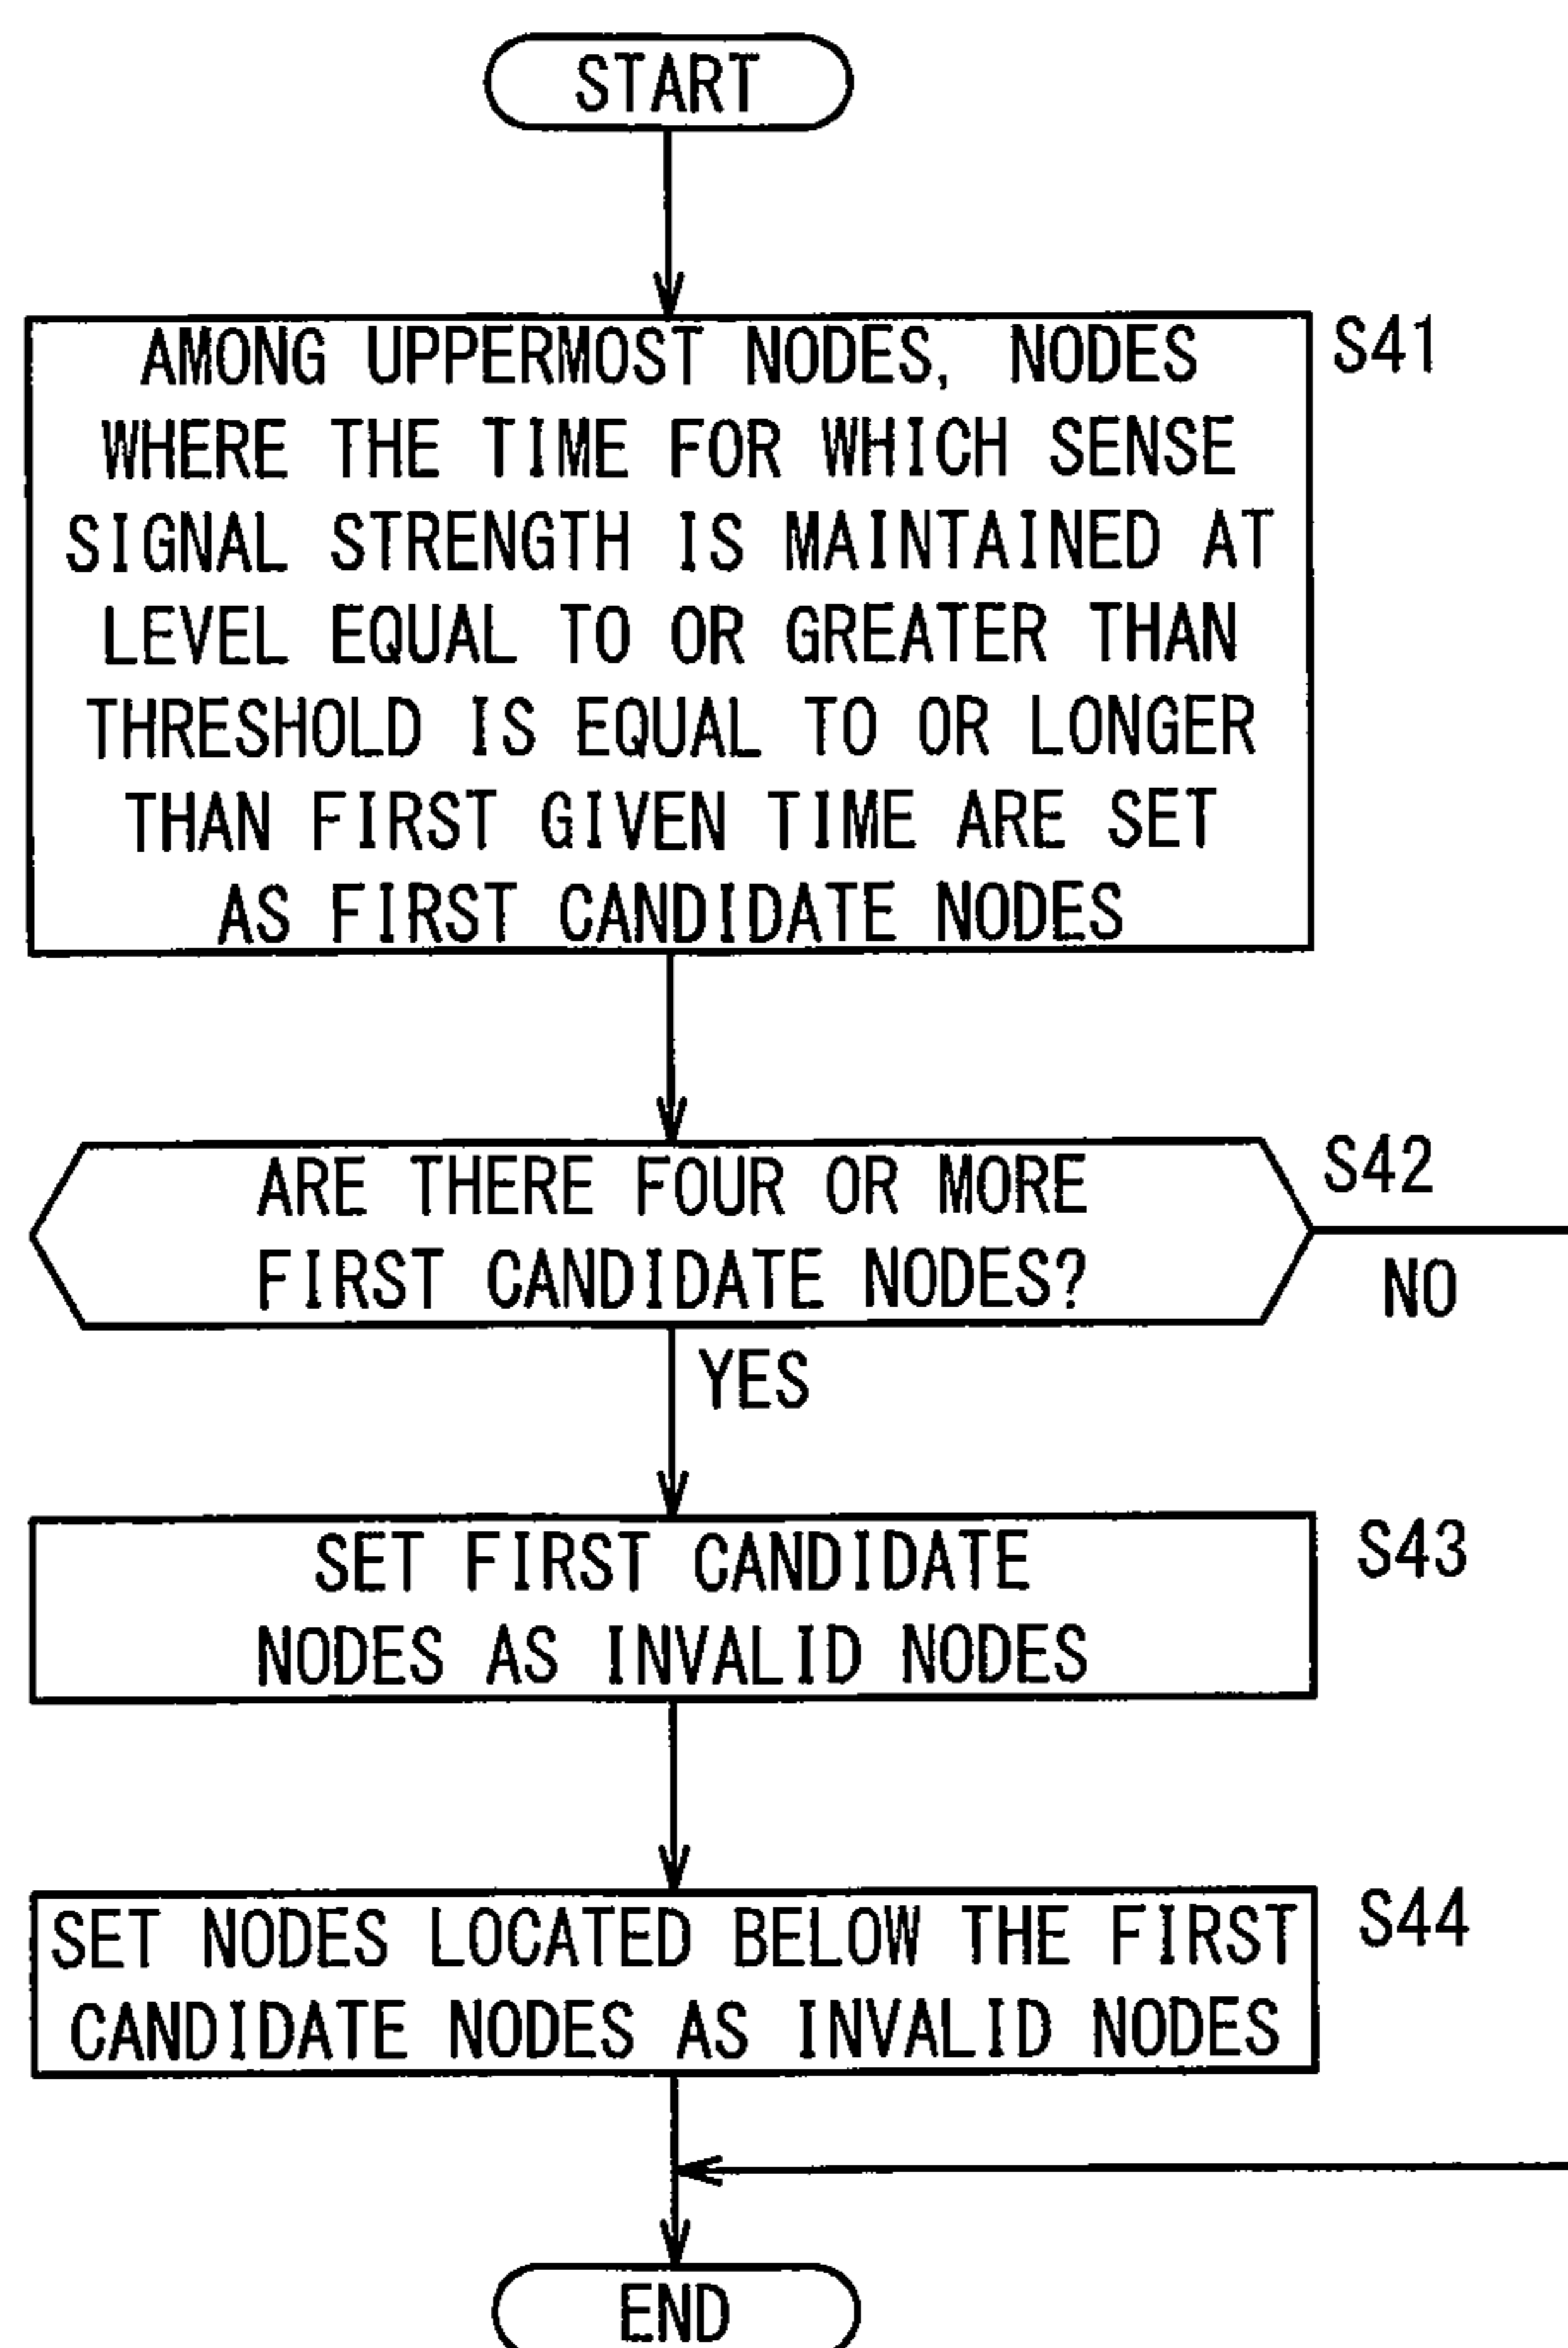 START
AMONG UPPERMOST NODES, NODES
WHERE THE TIME FOR WHICH SENSE
SIGNAL STRENGTH IS MAINTAINED AT
LEVEL EQUAL TO OR GREATER THAN
THRESHOLD IS EQUAL TO OR LONGER
THAN FIRST GIVEN TIME ARE SET
AS FIRST CANDIDATE NODES
S41
ARE THERE FOUR OR MORE
FIRST CANDIDATE NODES?
S42
NO
YES
SET FIRST CANDIDATE
NODES AS INVALID NODES
S43
SET NODES LOCATED BELOW THE FIRST
CANDIDATE NODES AS INVALID NODES
S44
END